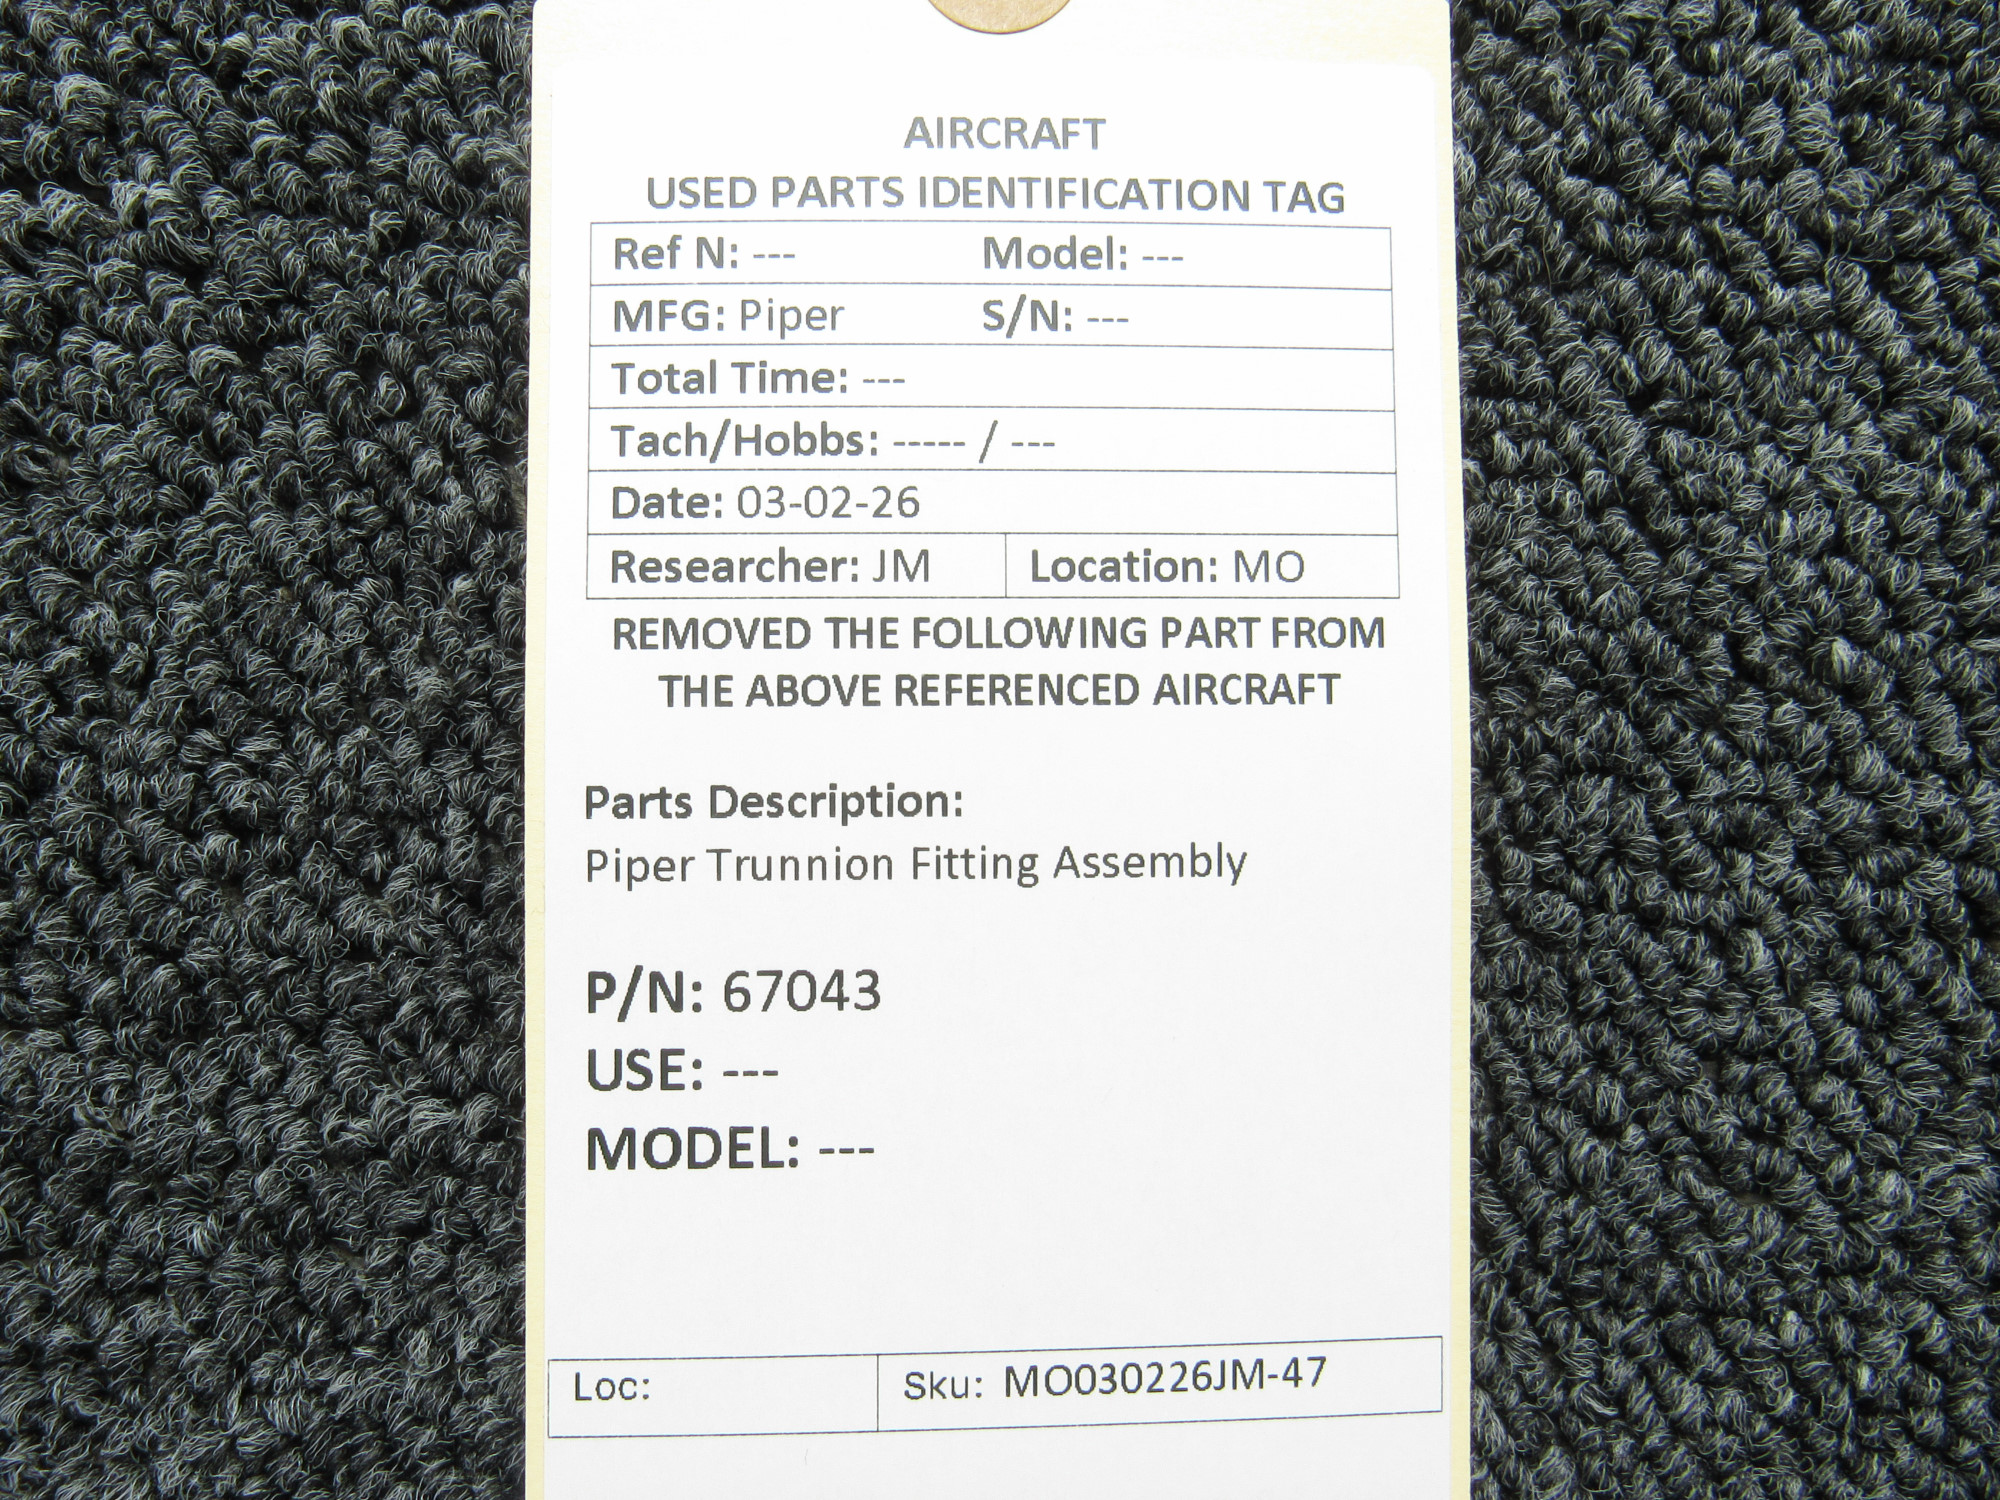 AIRCRAFT
USED PARTS IDENTIFICATION TAG
Ref N: --- Model: ---
MFG: Piper S/N: ---
Total Time: ---
Tach/Hobbs: ----- / ---
Date: 03-02-26
Researcher: JM Location: MO
REMOVED THE FOLLOWING PART FROM
THE ABOVE REFERENCED AIRCRAFT
Parts Description:
Piper Trunnion Fitting Assembly
P/N: 67043
USE: ---
MODEL: ---
Loc: Sku: MO030226JM-47